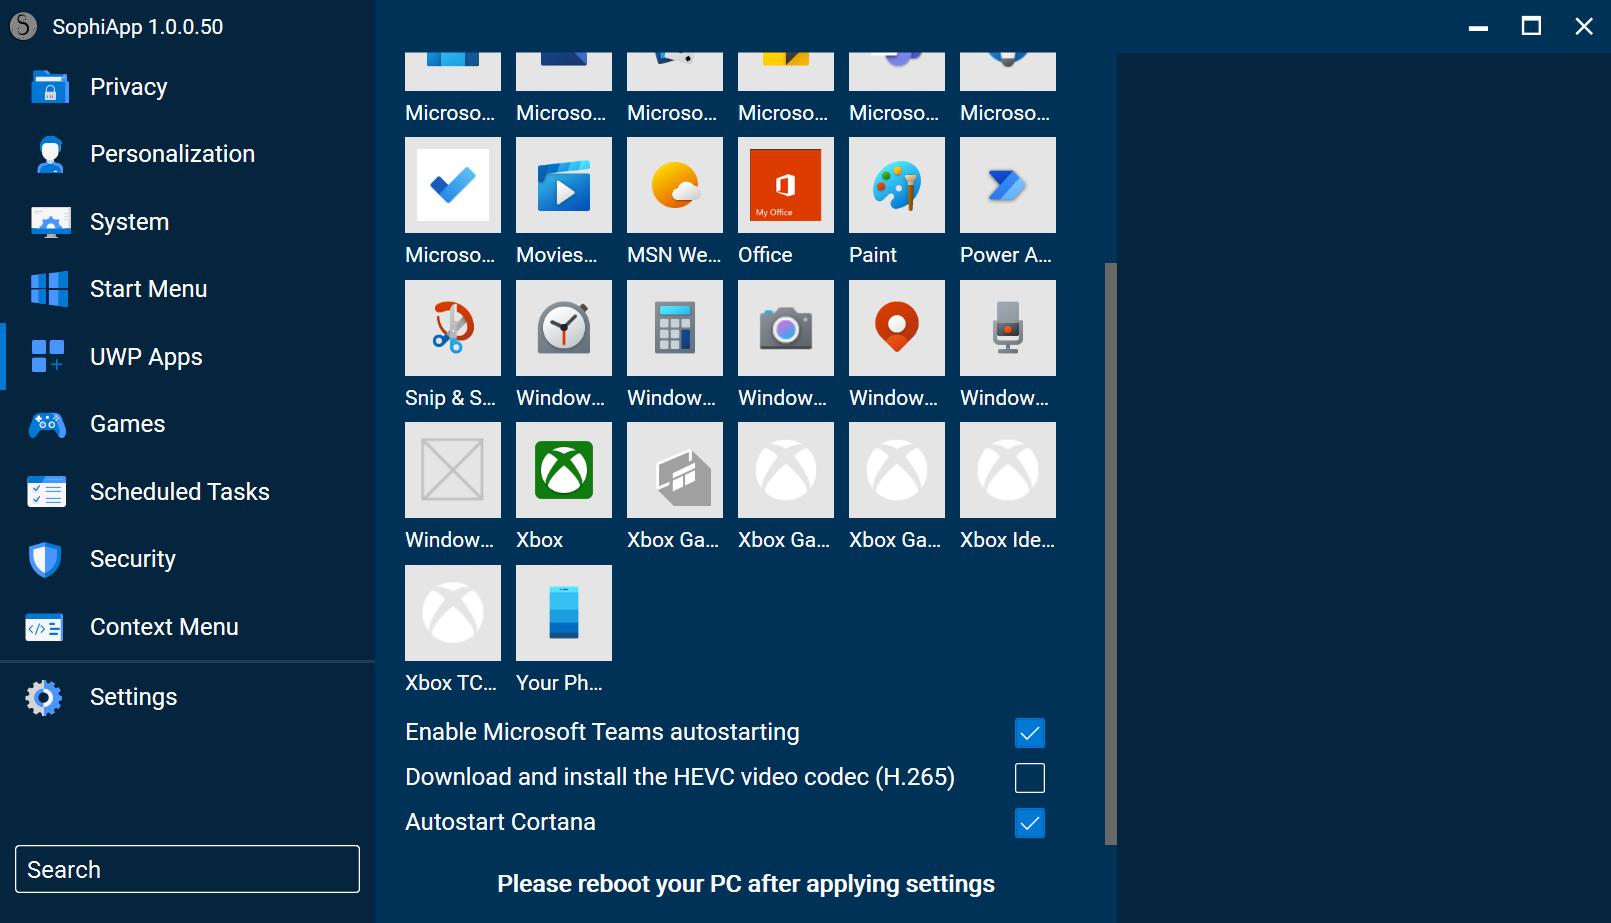 SophiApp 1.0.0.50
Privacy
Personalization
System
Start Menu
UWP Apps
Games
Scheduled Tasks
Security
Context Menu
Settings
Search
Microso... Microso... Microso... Microso... Microso... Microso...
My Office
Microso... Movies... MSN We... Office Paint Power A...
Snip & S... Window... Window... Window... Window... Window...
Window... Xbox Xbox Ga... Xbox Ga... Xbox Ga... Xbox Ide...
Xbox TC... Your Ph...
Enable Microsoft Teams autostarting
Download and install the HEVC video codec (H.265)
Autostart Cortana
Please reboot your PC after applying settings